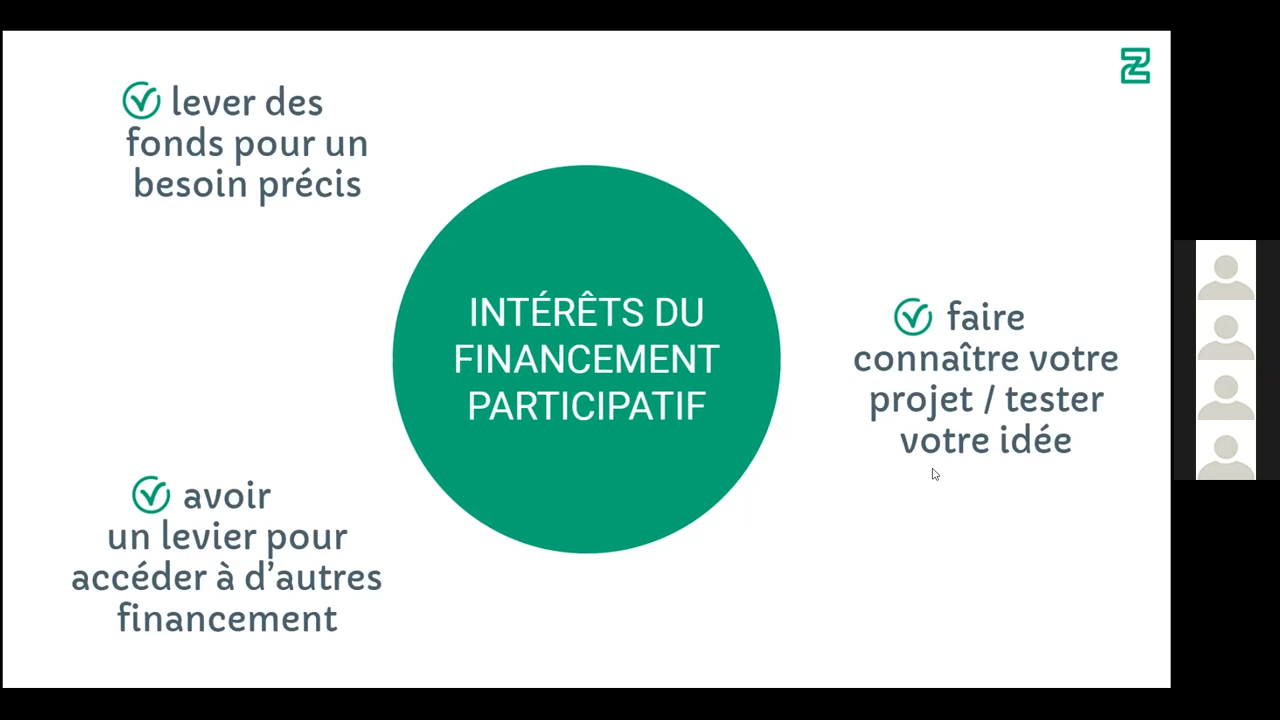 lever des
fonds pour un
besoin précis
INTÉRÊTS DU
FINANCEMENT
PARTICIPATIF
faire
connaître votre
projet / tester
votre idée
avoir
un levier pour
accéder à d’autres
financement